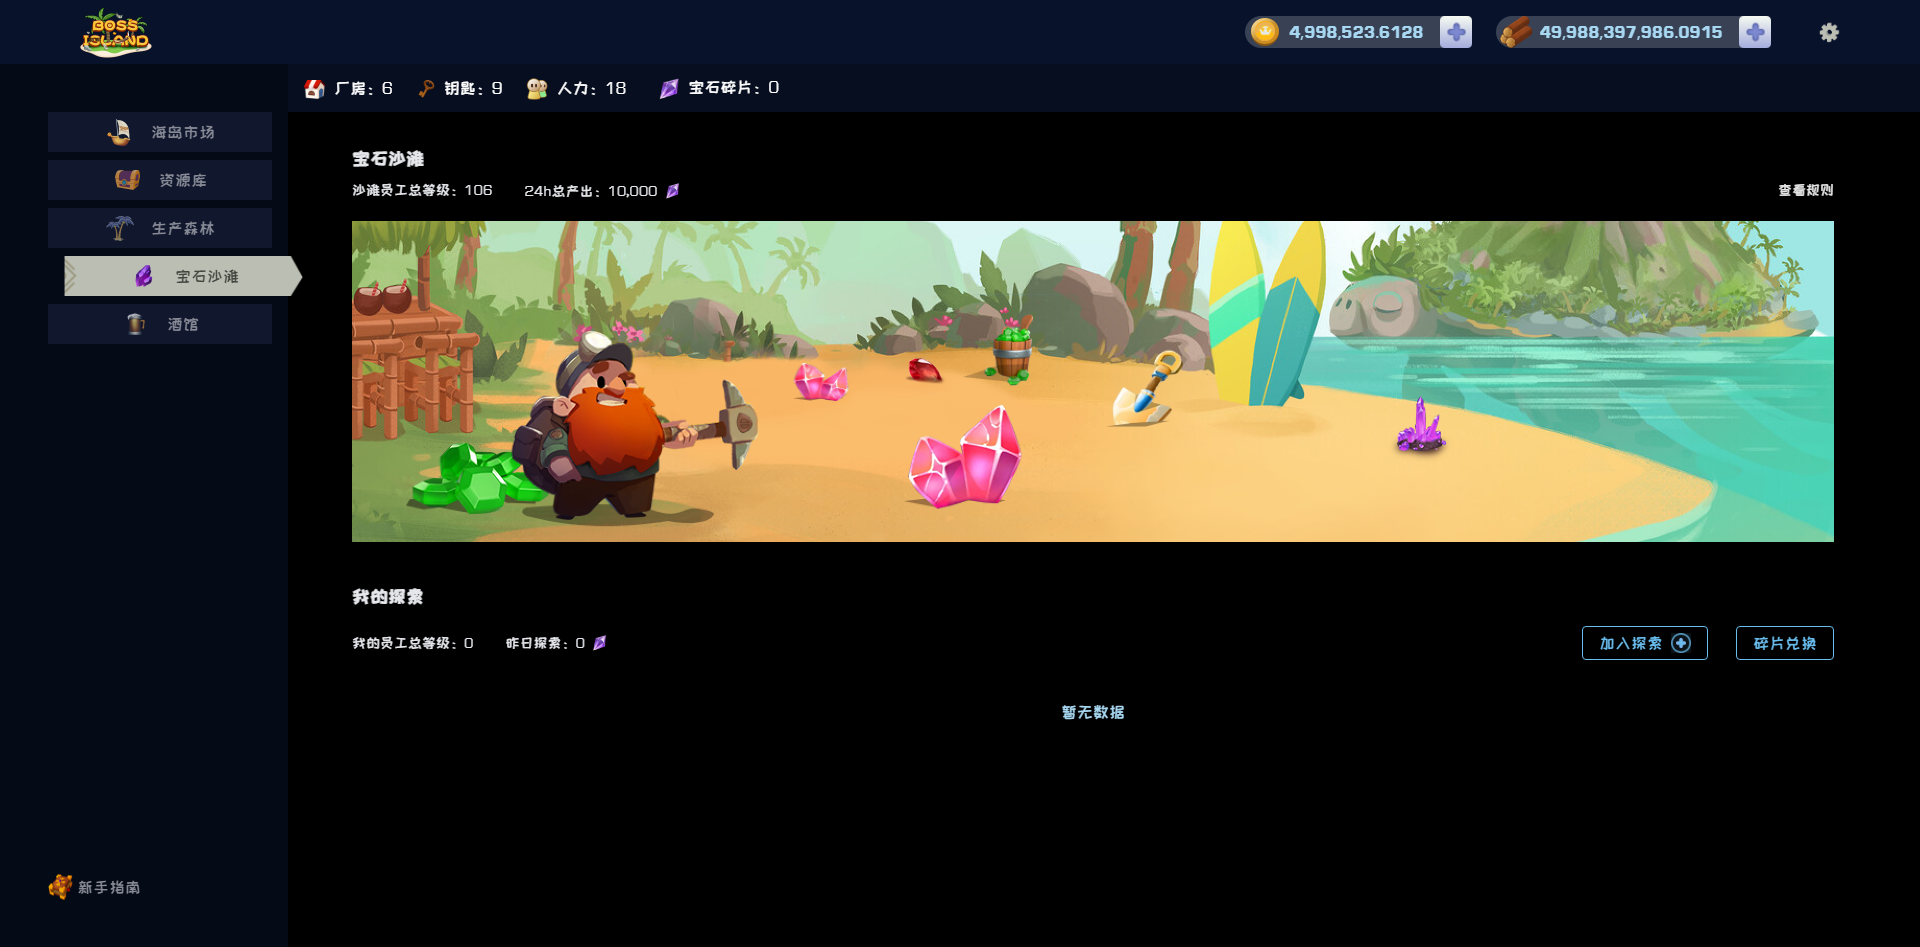 BOSS ISLAND
4,998,523.6128
49,988,397,986.0915
厂房：6
钥匙：9
人力：18
宝石碎片：0
海岛市场
资源库
生产森林
宝石沙滩
酒馆
新手指南
宝石沙滩
沙滩员工总等级：106
24h总产出：10,000
查看规则
我的探索
我的员工总等级：0
昨日探索：0
加入探索
碎片兑换
暂无数据